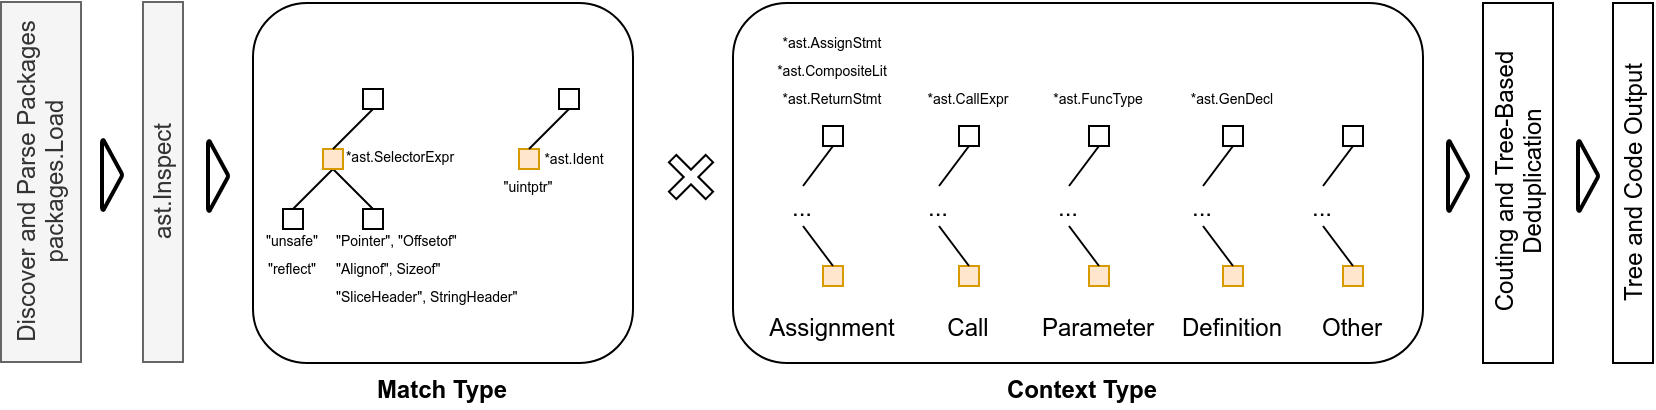 Discover and Parse Packages
packages.Load
ast.Inspect
*ast.SelectorExpr
"unsafe"
"reflect"
"Pointer", "Offsetof"
"Alignof", Sizeof"
"SliceHeader", StringHeader"
*ast.Ident
"uintptr"
Match Type
*ast.AssignStmt
*ast.CompositeLit
*ast.ReturnStmt
...
Assignment
*ast.CallExpr
...
Call
*ast.FuncType
...
Parameter
*ast.GenDecl
...
Definition
...
Other
Context Type
Couting and Tree-Based
Deduplication
Tree and Code Output